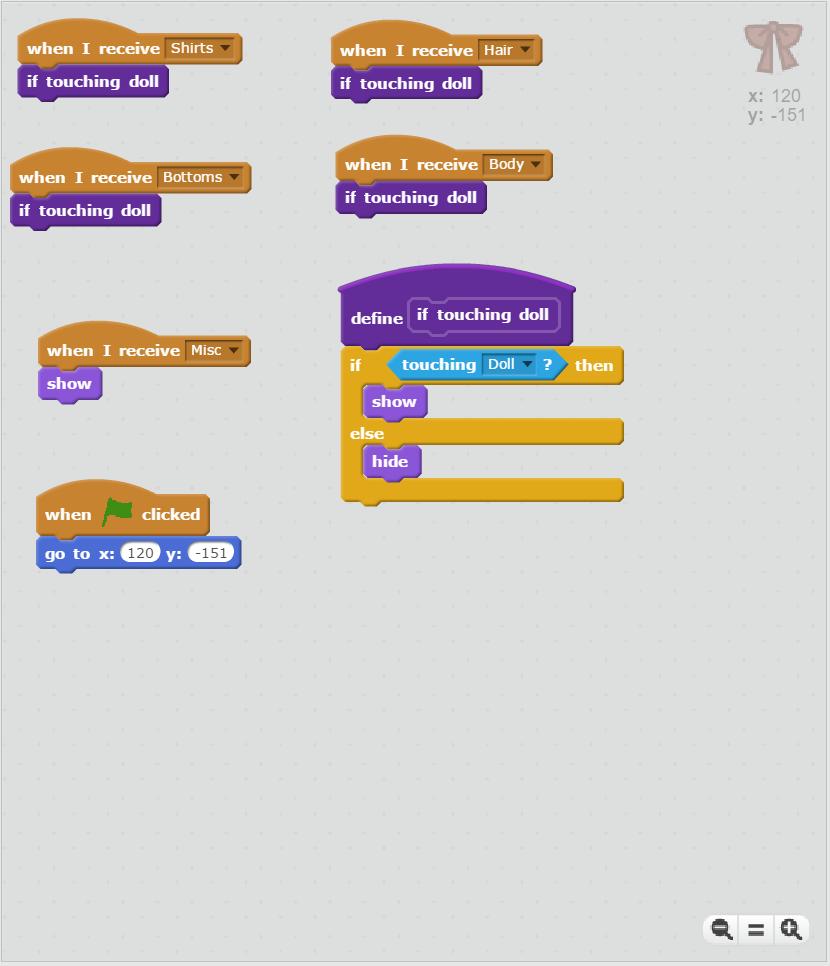 when I receive Shirts
if touching doll
when I receive Hair
if touching doll
x: 120
y: -151
when I receive Bottoms
if touching doll
when I receive Body
if touching doll
define if touching doll
if touching Doll ? then
show
else
hide
when I receive Misc
show
when clicked
go to x: 120 y: -151